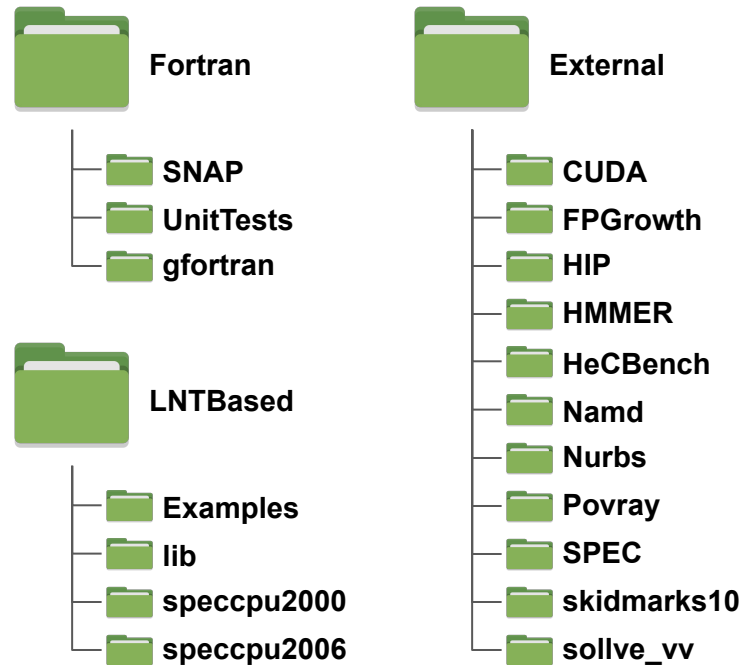 Fortran
SNAP
UnitTests
gfortran
LNTBased
Examples
lib
speccpu2000
speccpu2006
External
CUDA
FPGrowth
HIP
HMMER
HeCBench
Namd
Nurbs
Povray
SPEC
skidmarks10
sollve_vv